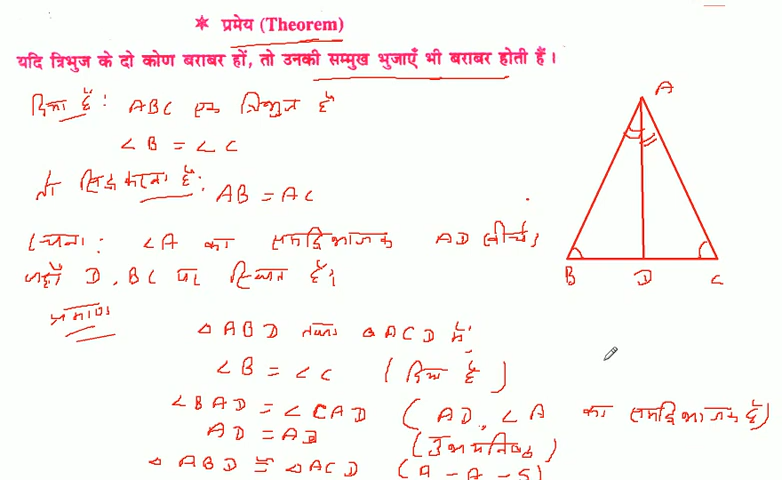 * प्रमेय (Theorem)
यदि त्रिभुज के दो कोण बराबर हों, तो उनकी सम्मुख भुजाएँ भी बराबर होती हैं।
दिया है: ABC एक त्रिभुज है
∠B = ∠C
तो सिद्ध करना है: AB = AC
रचना: ∠A का समद्विभाजक AD खींचे।
जहाँ D, BC पर स्थित है।
प्रमाण
△ABD तथा △ACD में
∠B = ∠C (दिया है)
∠BAD = ∠CAD (AD, ∠A का समद्विभाजक है)
AD = AD (उभयनिष्ठ)
△ABD ≅ △ACD (A-A-S)
A
B D C